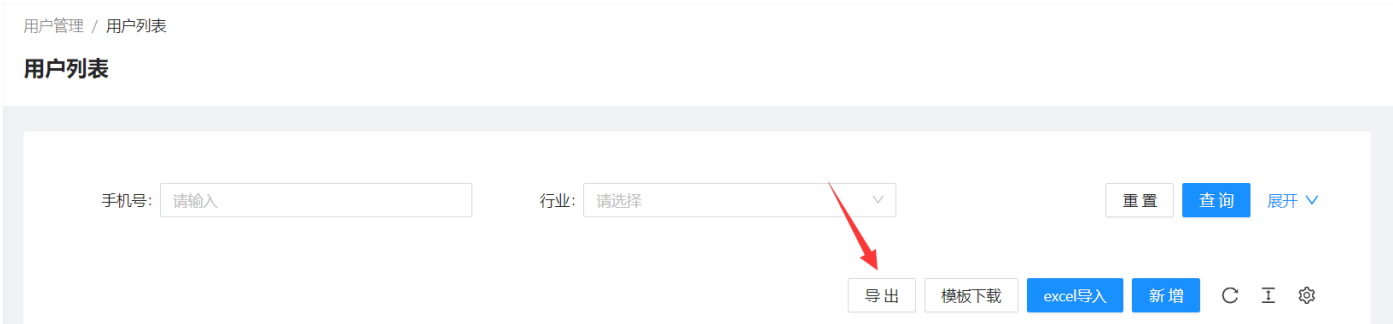 用户管理 / 用户列表
用户列表
手机号: 请输入 行业: 请选择 重 置 查 询 展开
导 出 模板下载 excel导入 新 增